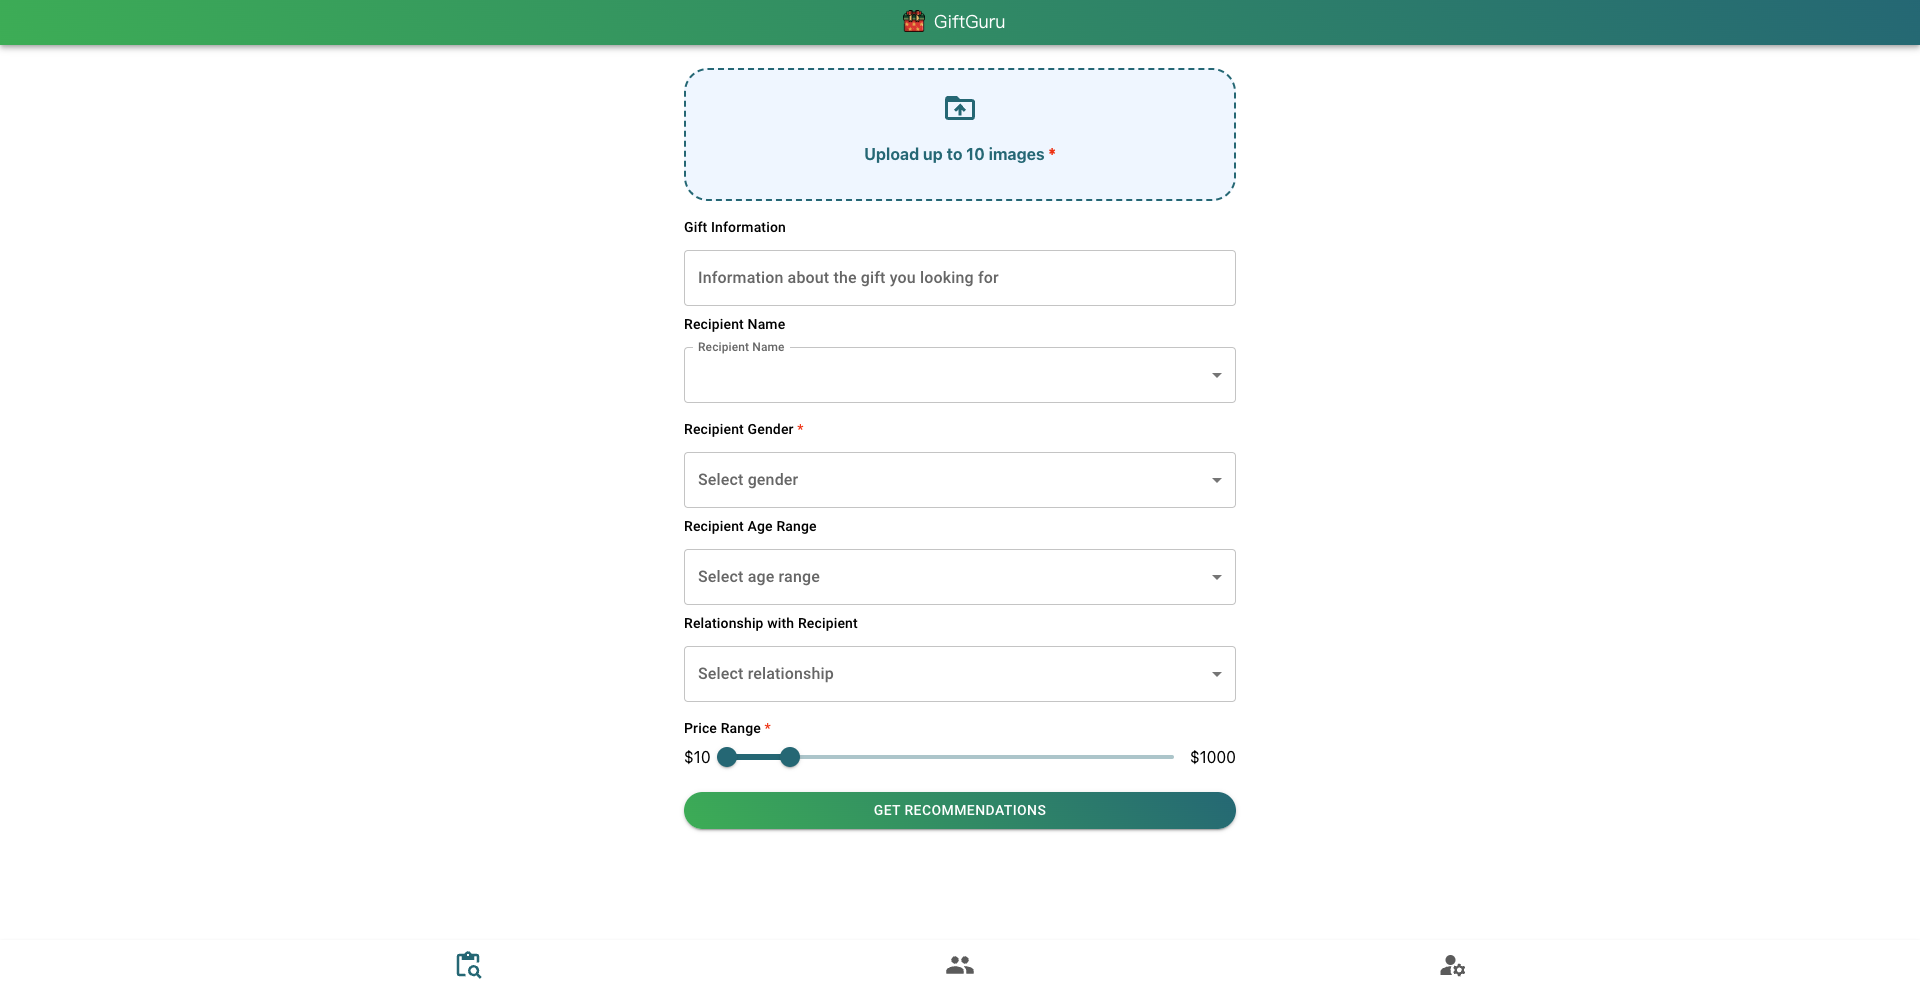 GiftGuru
Upload up to 10 images *
Gift Information
Information about the gift you looking for
Recipient Name
Recipient Name
Recipient Gender *
Select gender
Recipient Age Range
Select age range
Relationship with Recipient
Select relationship
Price Range *
$10 $1000
GET RECOMMENDATIONS